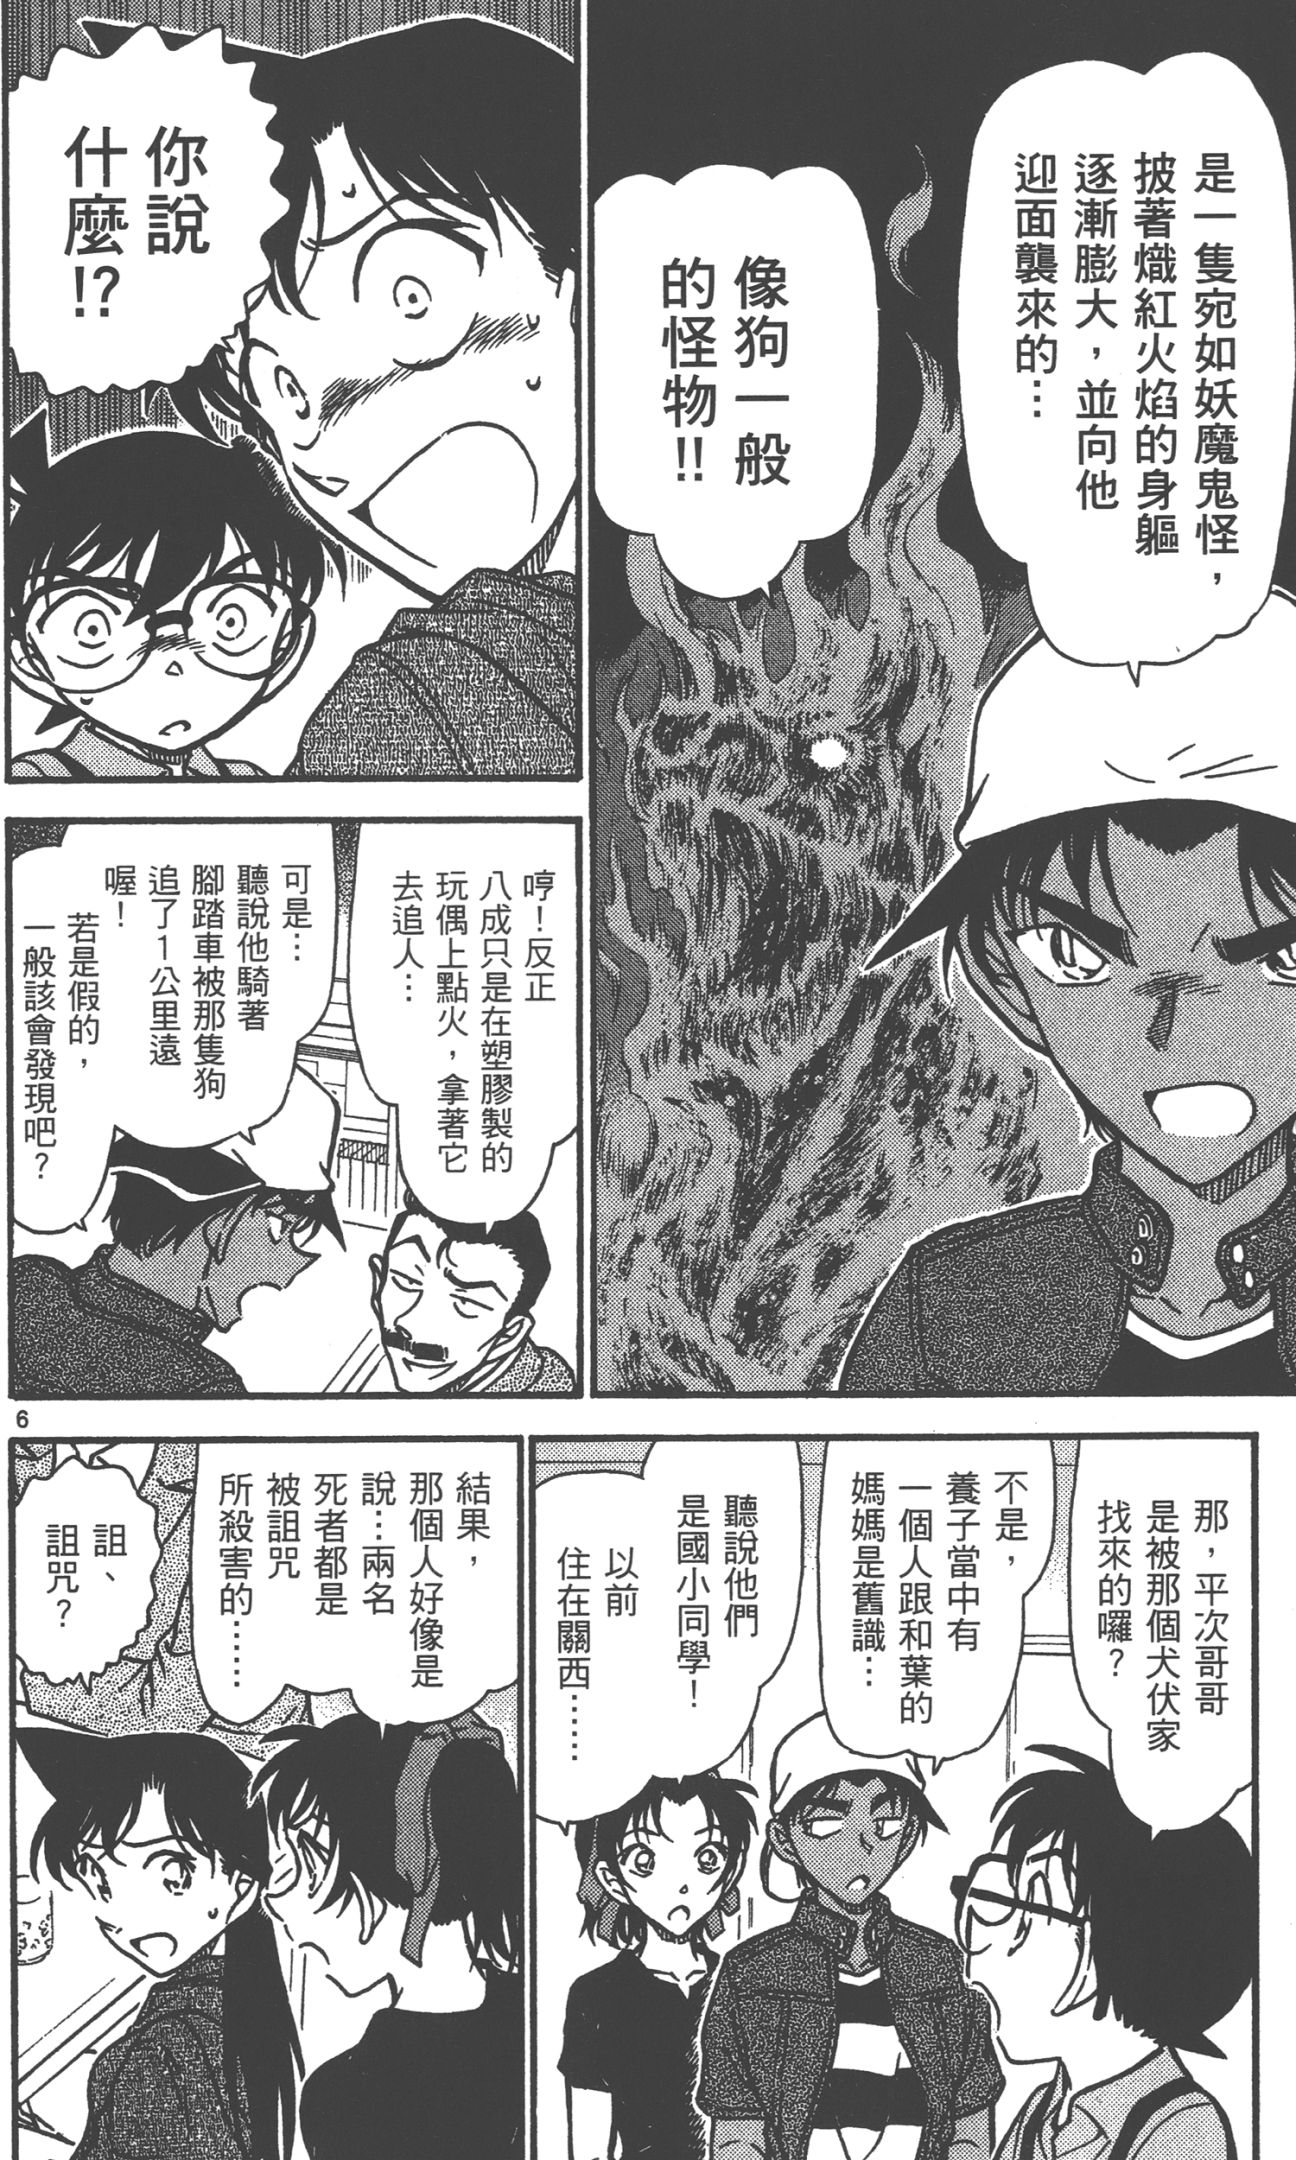 是一隻宛如妖魔鬼怪，
披著熾紅火焰的身軀
逐漸膨大，並向他
迎面襲來的…
像狗一般
的怪物!!
你說
什麼!?
哼！反正
八成只是在塑膠製的
玩偶上點火，拿著它
去追人…
可是…
聽說他騎著
腳踏車被那隻狗
追了1公里遠
喔！
若是假的，
一般該會發現吧？
6
那，平次哥哥
是被那個犬伏家
找來的囉？
不是，
養子當中有
一個人跟和葉的
媽媽是舊識…
聽說他們
是國小同學！
以前
住在關西……
結果，
那個人好像是
說…兩名
死者都是
被詛咒
所殺害的……
詛、
詛咒？